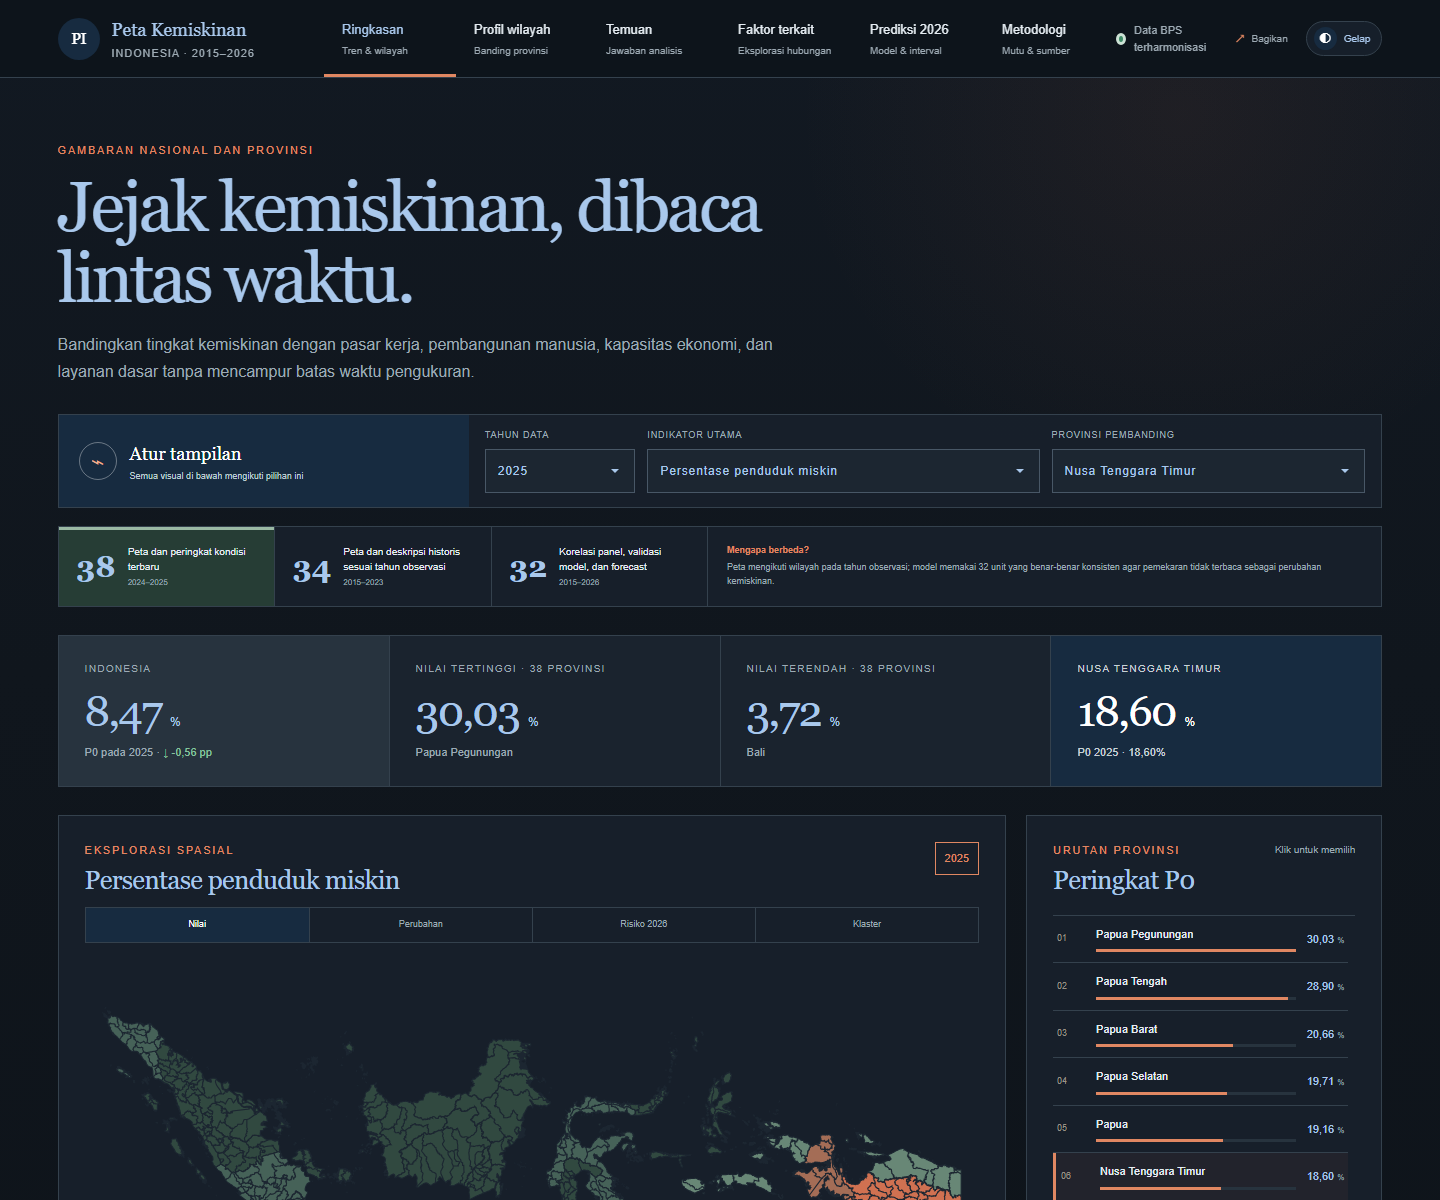 PI
Peta Kemiskinan
INDONESIA · 2015–2026
Ringkasan
Tren & wilayah
Profil wilayah
Banding provinsi
Temuan
Jawaban analisis
Faktor terkait
Eksplorasi hubungan
Prediksi 2026
Model & interval
Metodologi
Mutu & sumber
Data BPS
terharmonisasi
↗ Bagikan
Gelap
GAMBARAN NASIONAL DAN PROVINSI
Jejak kemiskinan, dibaca
lintas waktu.
Bandingkan tingkat kemiskinan dengan pasar kerja, pembangunan manusia, kapasitas ekonomi, dan
layanan dasar tanpa mencampur batas waktu pengukuran.
Atur tampilan
Semua visual di bawah mengikuti pilihan ini
TAHUN DATA
2025
INDIKATOR UTAMA
Persentase penduduk miskin
PROVINSI PEMBANDING
Nusa Tenggara Timur
38
Peta dan peringkat kondisi
terbaru
2024–2025
34
Peta dan deskripsi historis
sesuai tahun observasi
2015–2023
32
Korelasi panel, validasi
model, dan forecast
2015–2026
Mengapa berbeda?
Peta mengikuti wilayah pada tahun observasi; model memakai 32 unit yang benar-benar konsisten agar pemekaran tidak terbaca sebagai perubahan
kemiskinan.
INDONESIA
8,47 %
P0 pada 2025 · ↓ -0,56 pp
NILAI TERTINGGI · 38 PROVINSI
30,03 %
Papua Pegunungan
NILAI TERENDAH · 38 PROVINSI
3,72 %
Bali
NUSA TENGGARA TIMUR
18,60 %
P0 2025 · 18,60%
EKSPLORASI SPASIAL
Persentase penduduk miskin
2025
Nilai
Perubahan
Risiko 2026
Klaster
URUTAN PROVINSI
Klik untuk memilih
Peringkat P0
01 Papua Pegunungan 30,03 %
02 Papua Tengah 28,90 %
03 Papua Barat 20,66 %
04 Papua Selatan 19,71 %
05 Papua 19,16 %
06 Nusa Tenggara Timur 18,60 %